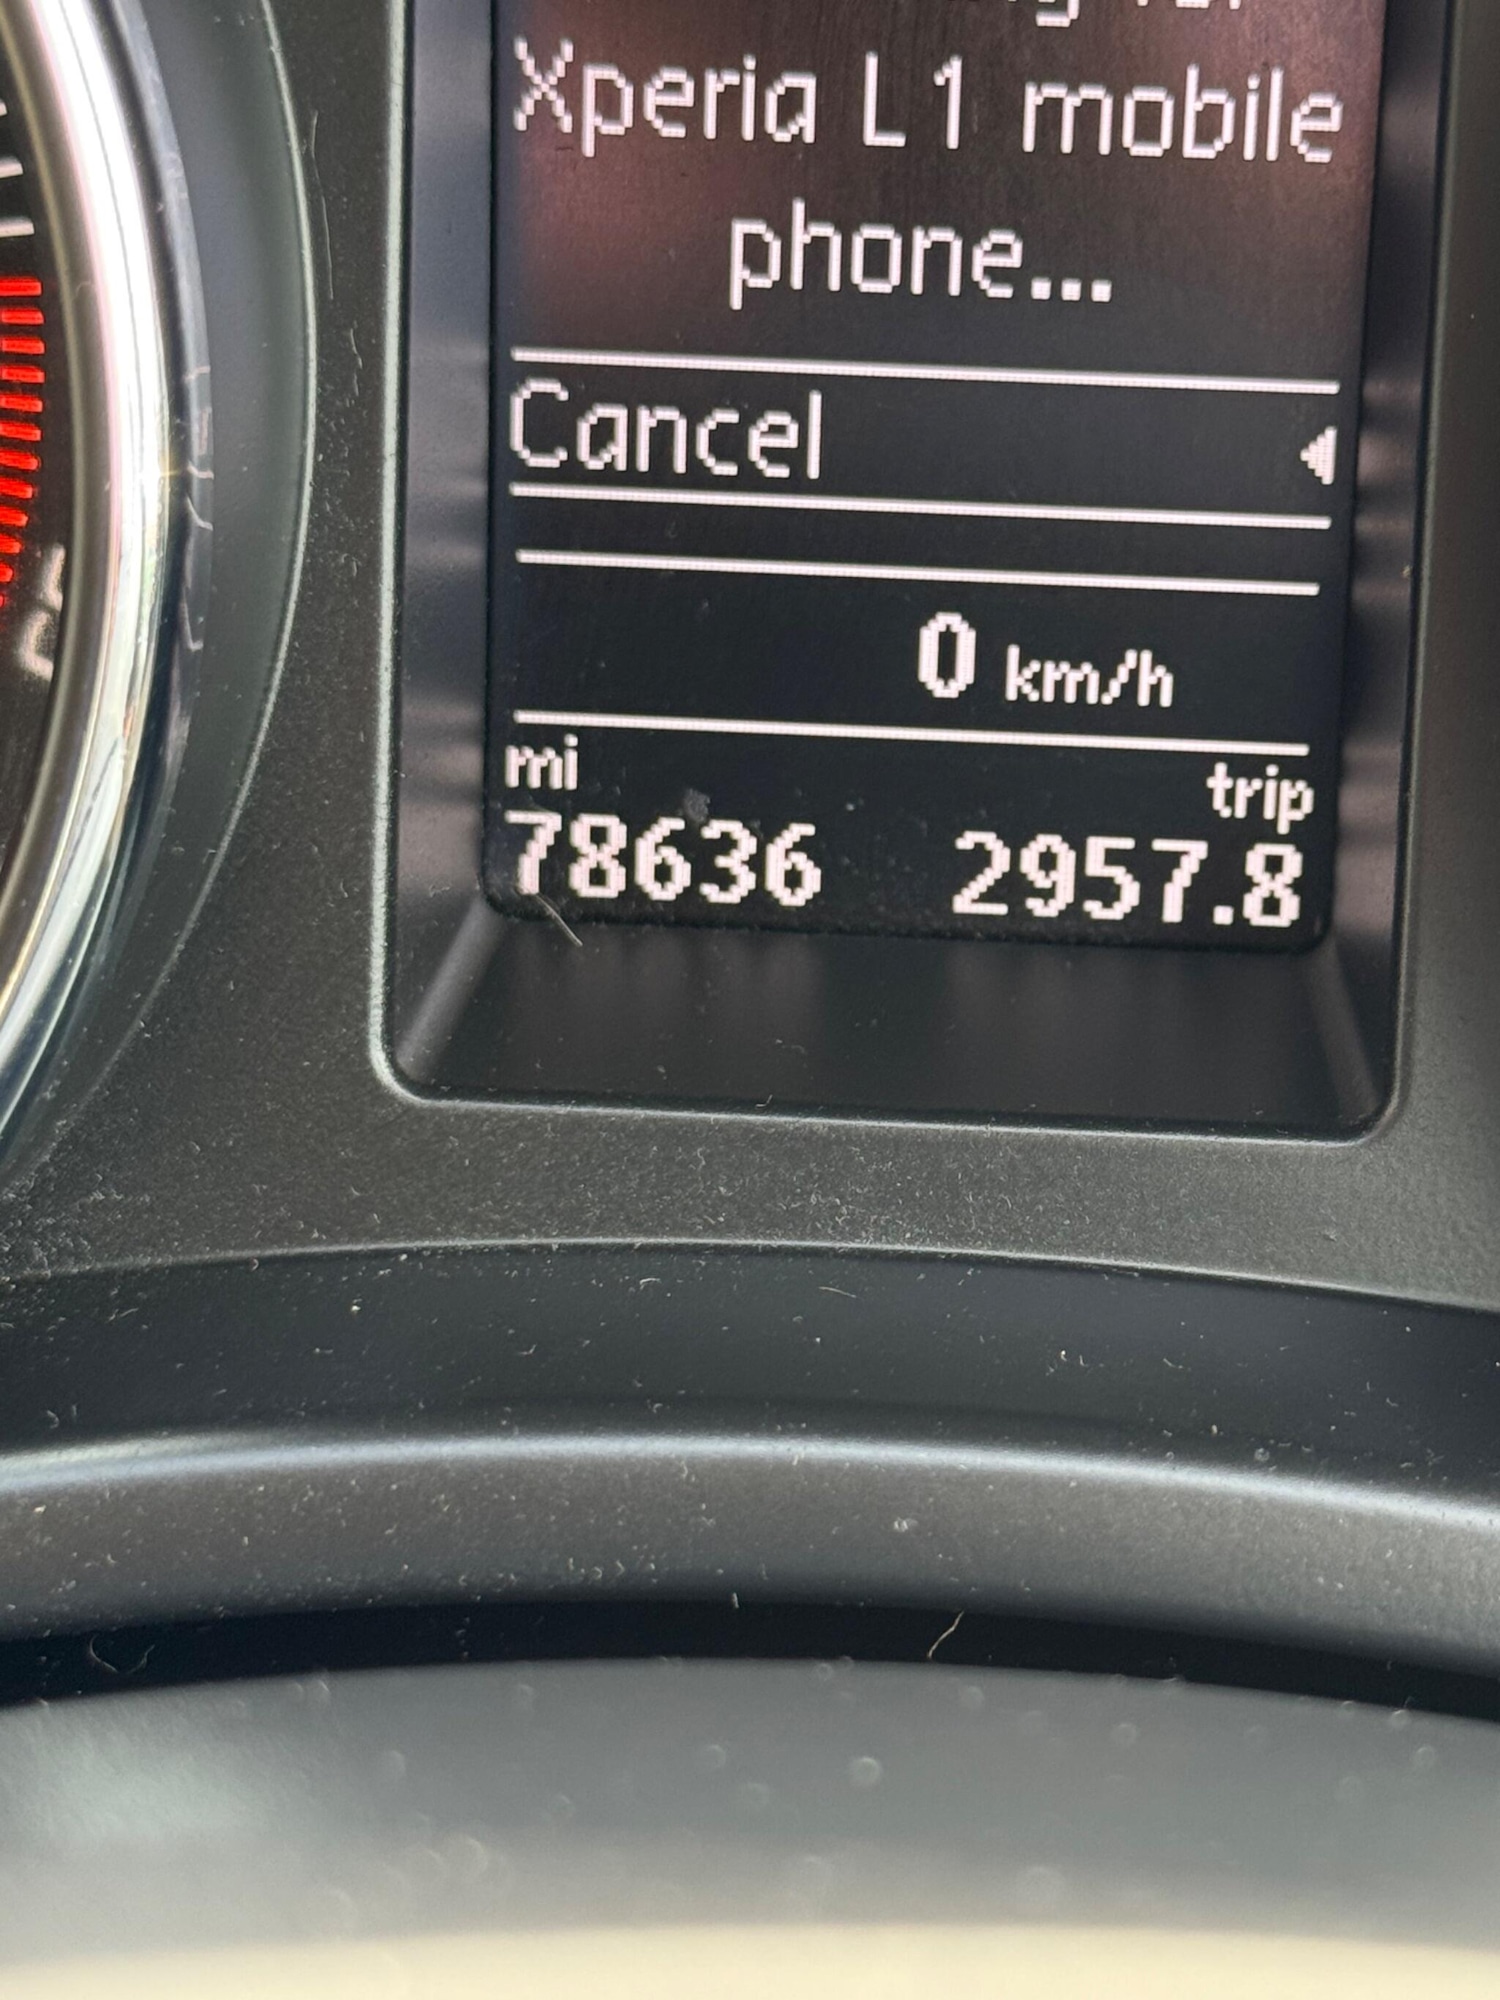 Xperia L1 mobile
phone...
Cancel
0 km/h
mi trip
78636 2957.8